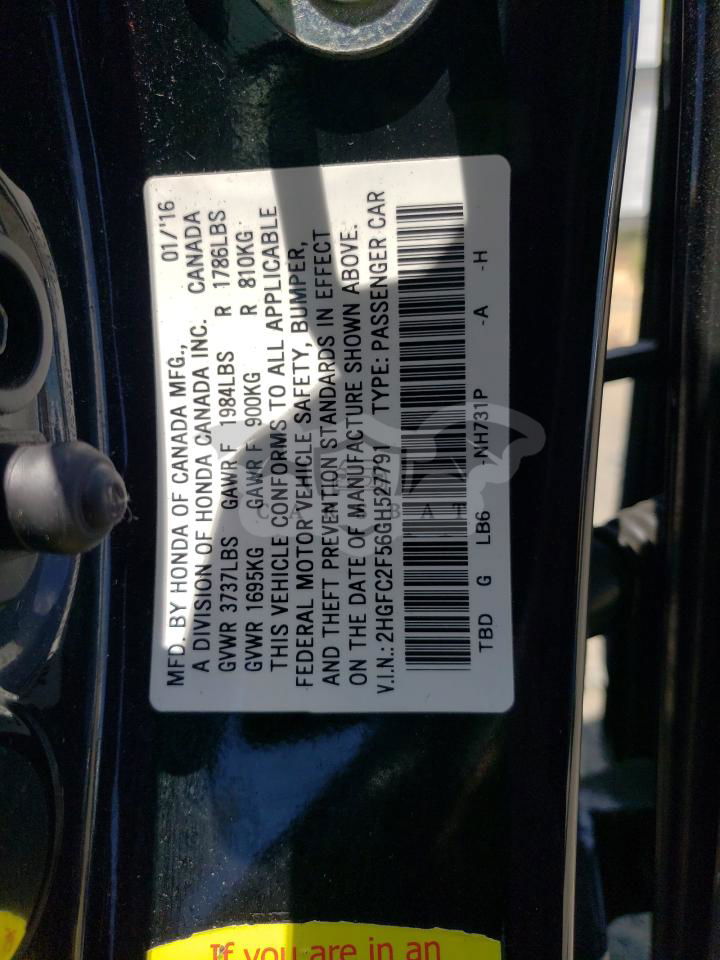 MFD. BY HONDA OF CANADA MFG., 01/'16
A DIVISION OF HONDA CANADA INC. CANADA
GVWR 3737LBS GAWR F 1984LBS R 1786LBS
GVWR 1695KG GAWR F 900KG R 810KG
THIS VEHICLE CONFORMS TO ALL APPLICABLE
FEDERAL MOTOR VEHICLE SAFETY, BUMPER,
AND THEFT PREVENTION STANDARDS IN EFFECT
ON THE DATE OF MANUFACTURE SHOWN ABOVE.
V.I.N.: 2HGFC2F56GH527791 TYPE: PASSENGER CAR
TBD G LB6 -NH731P -A -H
If you are in an